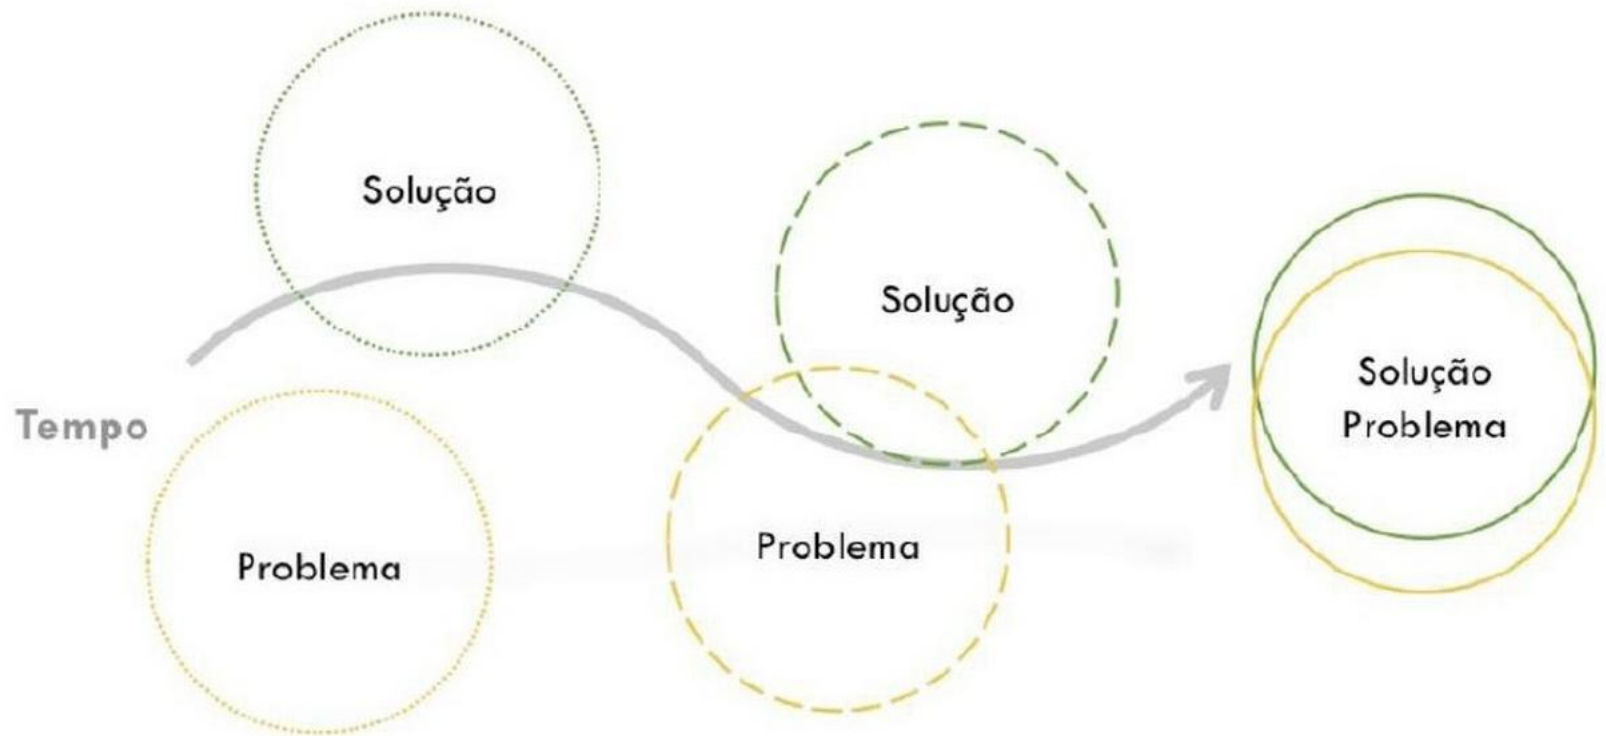 Solução
Solução
Solução
Problema
Tempo
Problema
Problema